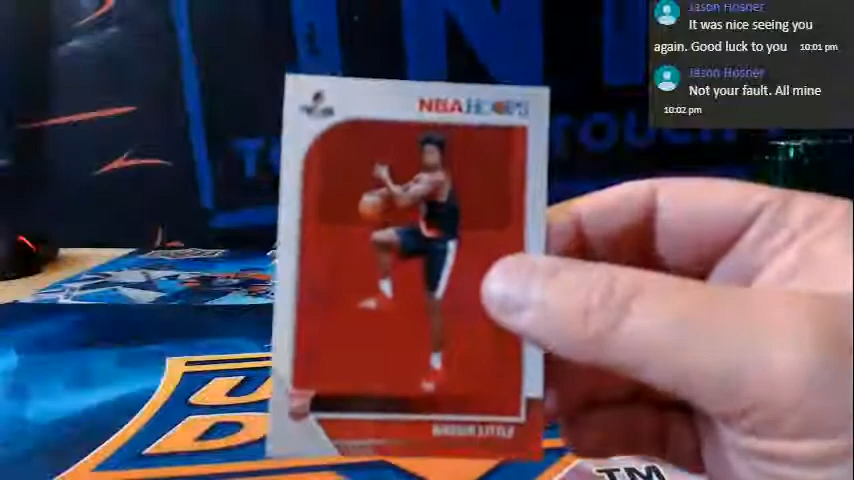 Jason Hosner
It was nice seeing you
again. Good luck to you 10:01 pm
Jason Hosner
Not your fault. All mine
10:02 pm
NBA HOOPS
NASSIR LITTLE
U
D
TM